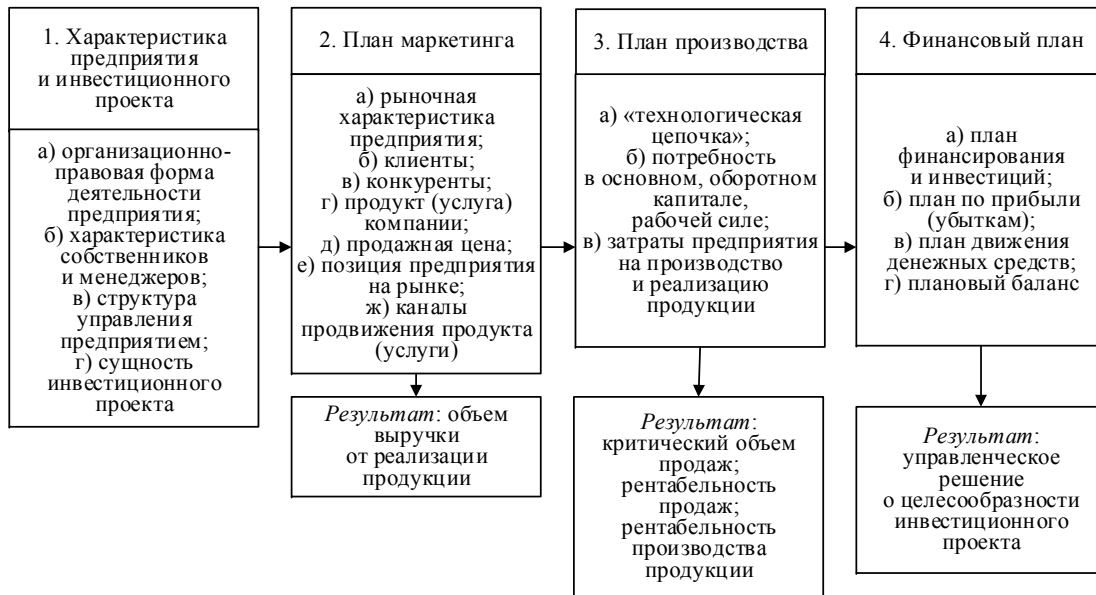 1. Характеристика
предприятия
и инвестиционного
проекта
а) организационно-
правовая форма
деятельности
предприятия;
б) характеристика
собственников
и менеджеров;
в) структура
управления
предприятием;
г) сущность
инвестиционного
проекта
2. План маркетинга
а) рыночная
характеристика
предприятия;
б) клиенты;
в) конкуренты;
г) продукт (услуга)
компании;
д) продажная цена;
е) позиция предприятия
на рынке;
ж) каналы
продвижения продукта
(услуги)
Результат: объем
выручки
от реализации
продукции
3. План производства
а) «технологическая
цепочка»;
б) потребность
в основном, оборотном
капитале,
рабочей силе;
в) затраты предприятия
на производство
и реализацию
продукции
Результат:
критический объем
продаж;
рентабельность
продаж;
рентабельность
производства
продукции
4. Финансовый план
а) план
финансирования
и инвестиций;
б) план по прибыли
(убыткам);
в) план движения
денежных средств;
г) плановый баланс
Результат:
управленческое
решение
о целесообразности
инвестиционного
проекта